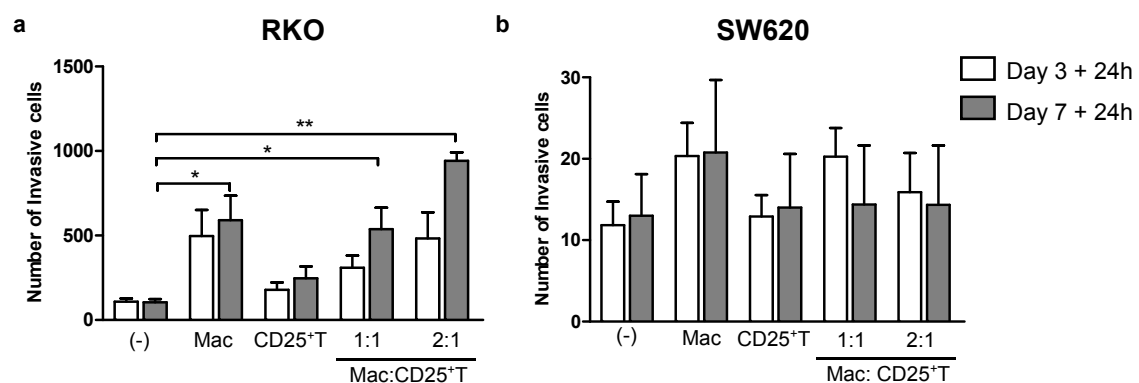 a
RKO
Number of Invasive cells
1500
1000
500
0
**
*
*
(-) Mac CD25⁺T 1:1 2:1
Mac:CD25⁺T
b
SW620
Number of Invasive cells
30
20
10
0
(-) Mac CD25⁺T 1:1 2:1
Mac: CD25⁺T
Day 3 + 24h
Day 7 + 24h